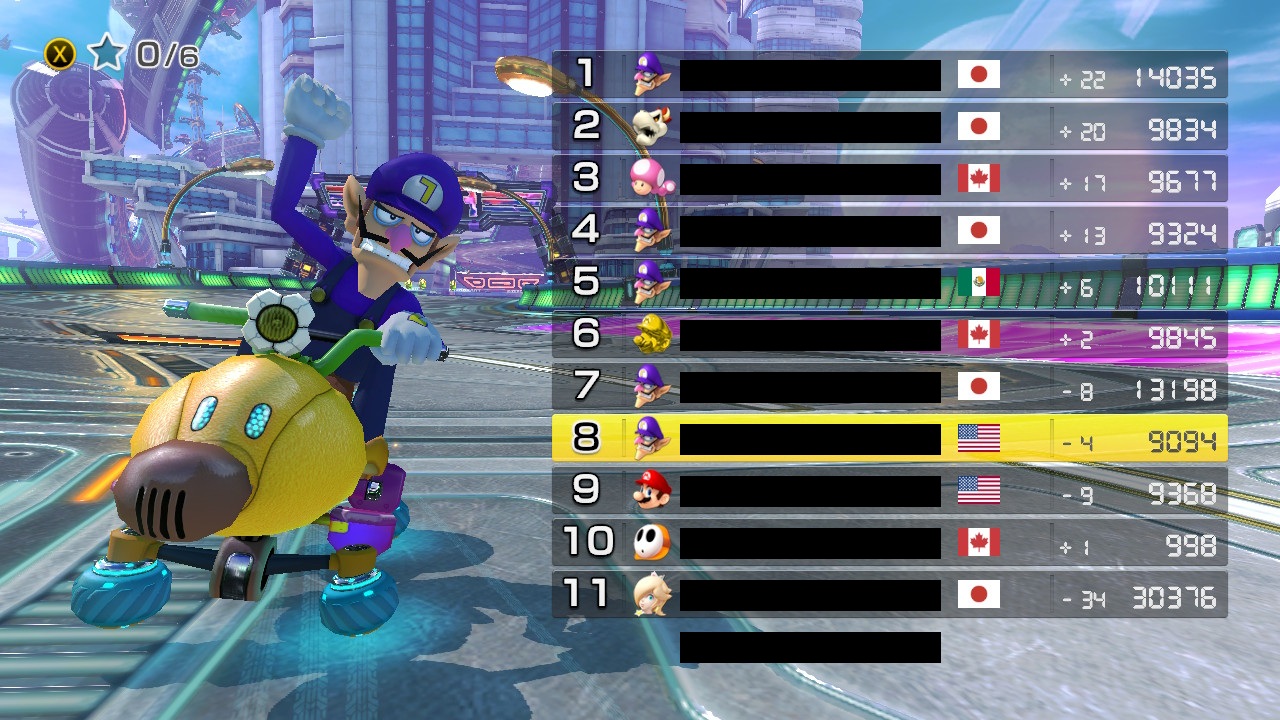 X 0/6
1 + 22 14035
2 + 20 9834
3 + 17 9677
4 + 13 9324
5 + 6 10111
6 + 2 9845
7 - 8 13198
8 - 4 9094
9 - 9 9368
10 + 1 998
11 - 34 30376
7